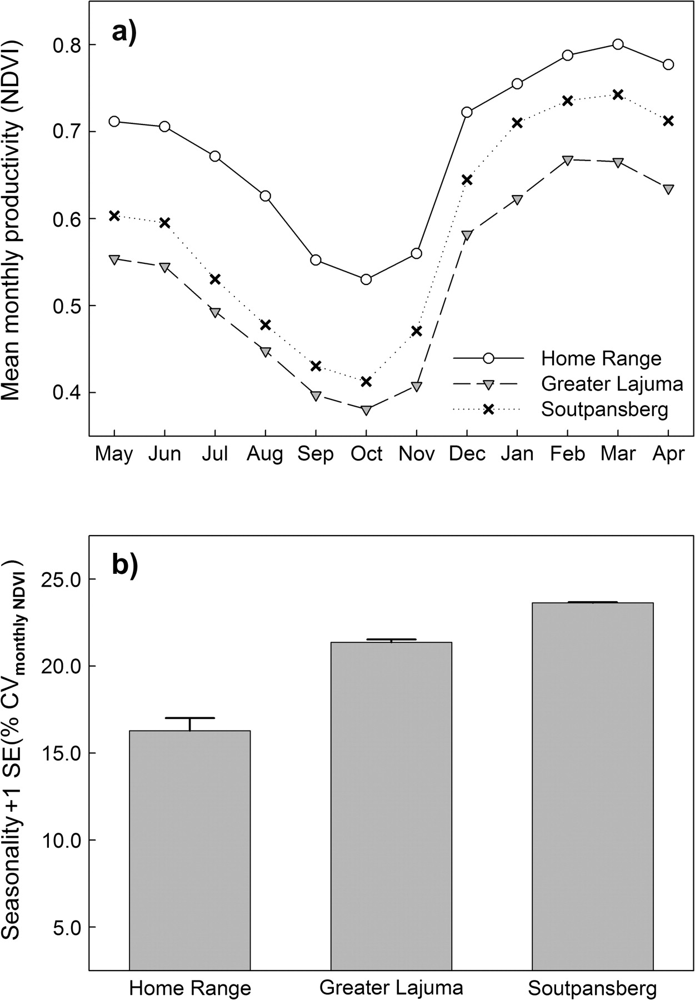 a)
Mean monthly productivity (NDVI)
0.8
0.7
0.6
0.5
0.4
Home Range
Greater Lajuma
Soutpansberg
May Jun Jul Aug Sep Oct Nov Dec Jan Feb Mar Apr
b)
Seasonality +1 SE(% CVmonthly NDVI )
25.0
20.0
15.0
10.0
5.0
Home Range Greater Lajuma Soutpansberg